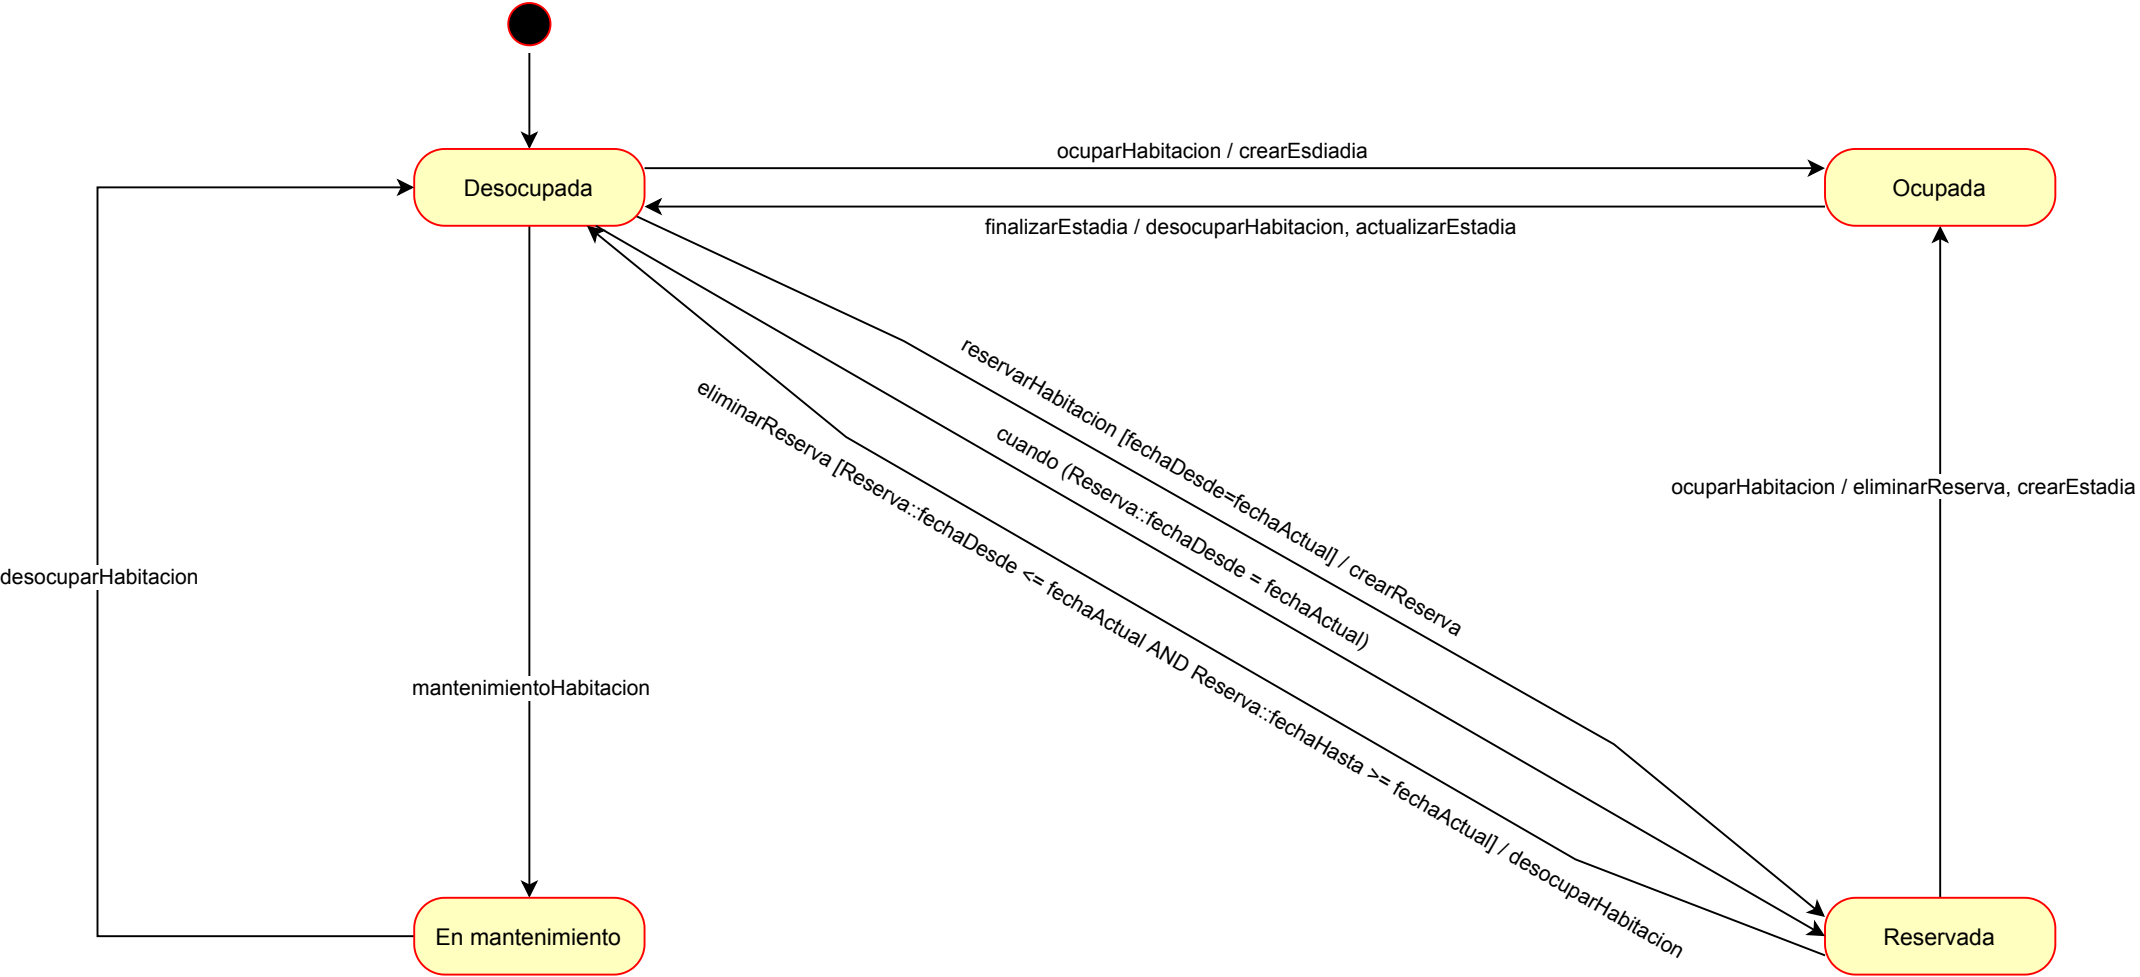 ocuparHabitacion / crearEsdiadia
Desocupada
Ocupada
finalizarEstadia / desocuparHabitacion, actualizarEstadia
reservarHabitacion [fechaDesde=fechaActual] / crearReserva
cuando (Reserva::fechaDesde = fechaActual)
eliminarReserva [Reserva::fechaDesde <= fechaActual AND Reserva::fechaHasta >= fechaActual] / desocuparHabitacion
ocuparHabitacion / eliminarReserva, crearEstadia
desocuparHabitacion
mantenimientoHabitacion
En mantenimiento
Reservada